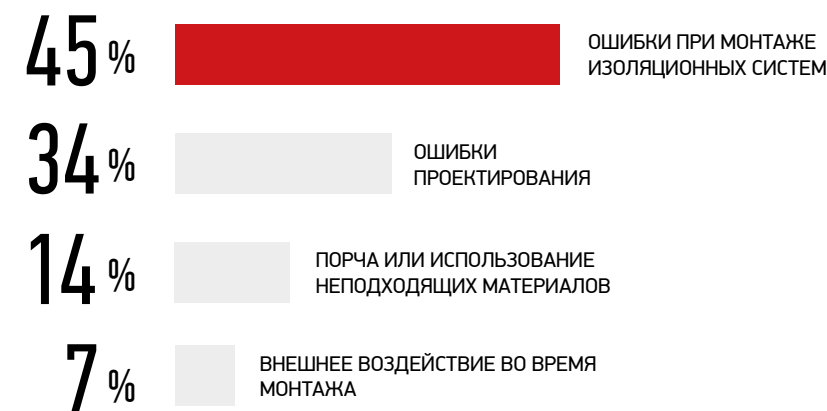 45 %
ОШИБКИ ПРИ МОНТАЖЕ
ИЗОЛЯЦИОННЫХ СИСТЕМ
34 %
ОШИБКИ
ПРОЕКТИРОВАНИЯ
14 %
ПОРЧА ИЛИ ИСПОЛЬЗОВАНИЕ
НЕПОДХОДЯЩИХ МАТЕРИАЛОВ
7 %
ВНЕШНЕЕ ВОЗДЕЙСТВИЕ ВО ВРЕМЯ
МОНТАЖА